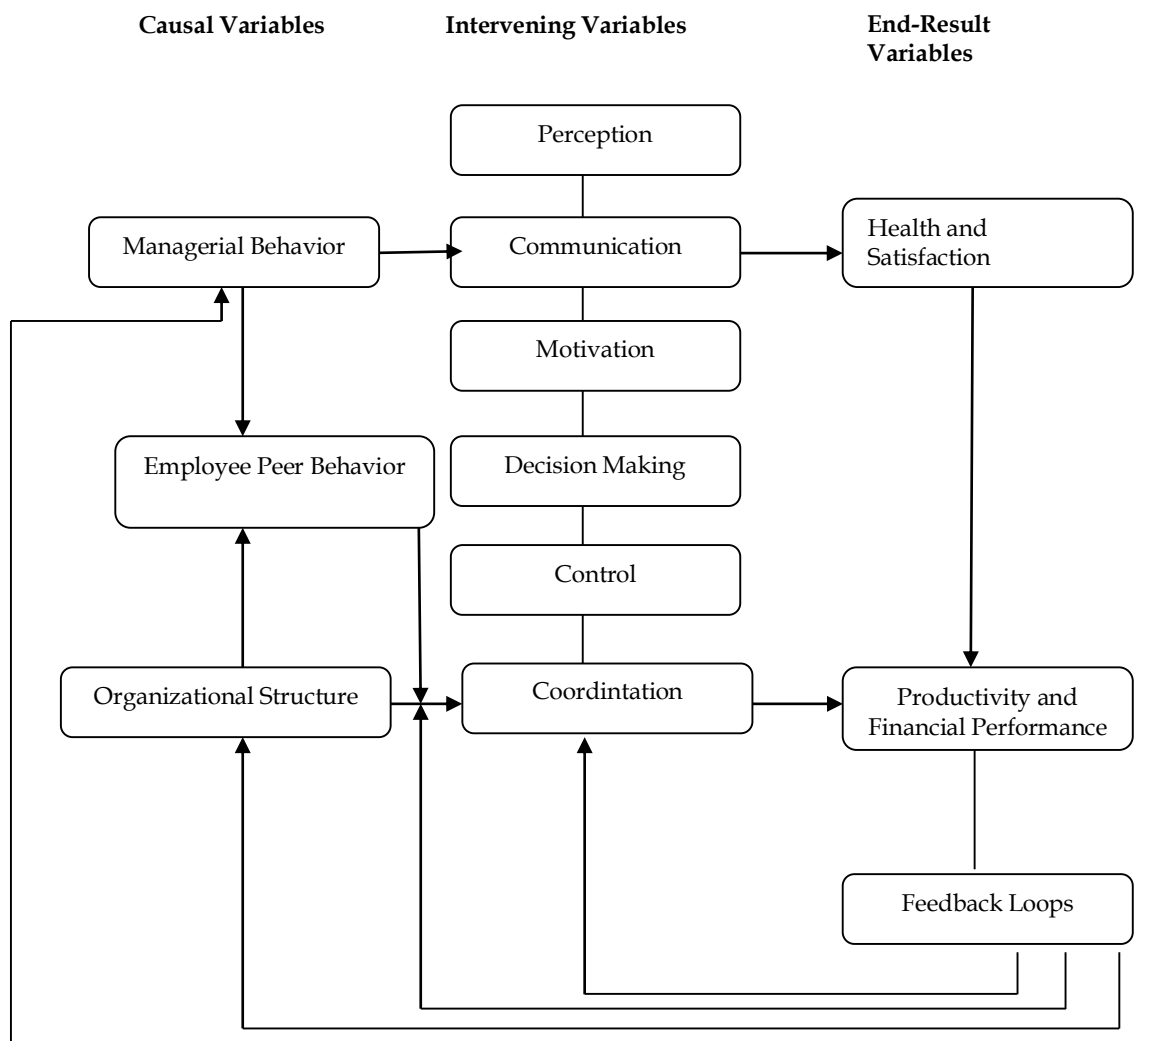 Causal Variables
Intervening Variables
End-Result
Variables
Perception
Managerial Behavior
Communication
Health and
Satisfaction
Motivation
Employee Peer Behavior
Decision Making
Control
Organizational Structure
Coordintation
Productivity and
Financial Performance
Feedback Loops